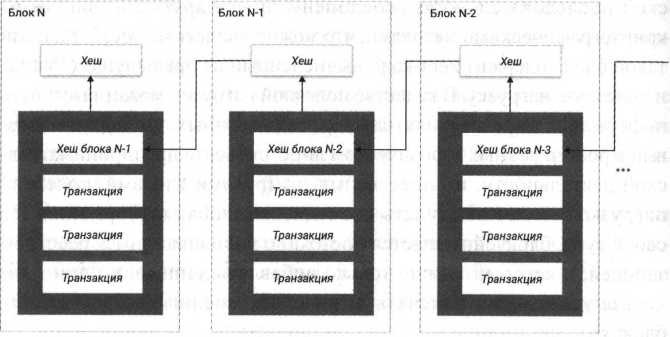 Блок N
Блок N-1
Блок N-2
Хеш
Хеш
Хеш
Хеш блока N-1
Хеш блока N-2
Хеш блока N-3
Транзакция
Транзакция
Транзакция
Транзакция
Транзакция
Транзакция
Транзакция
Транзакция
Транзакция
...